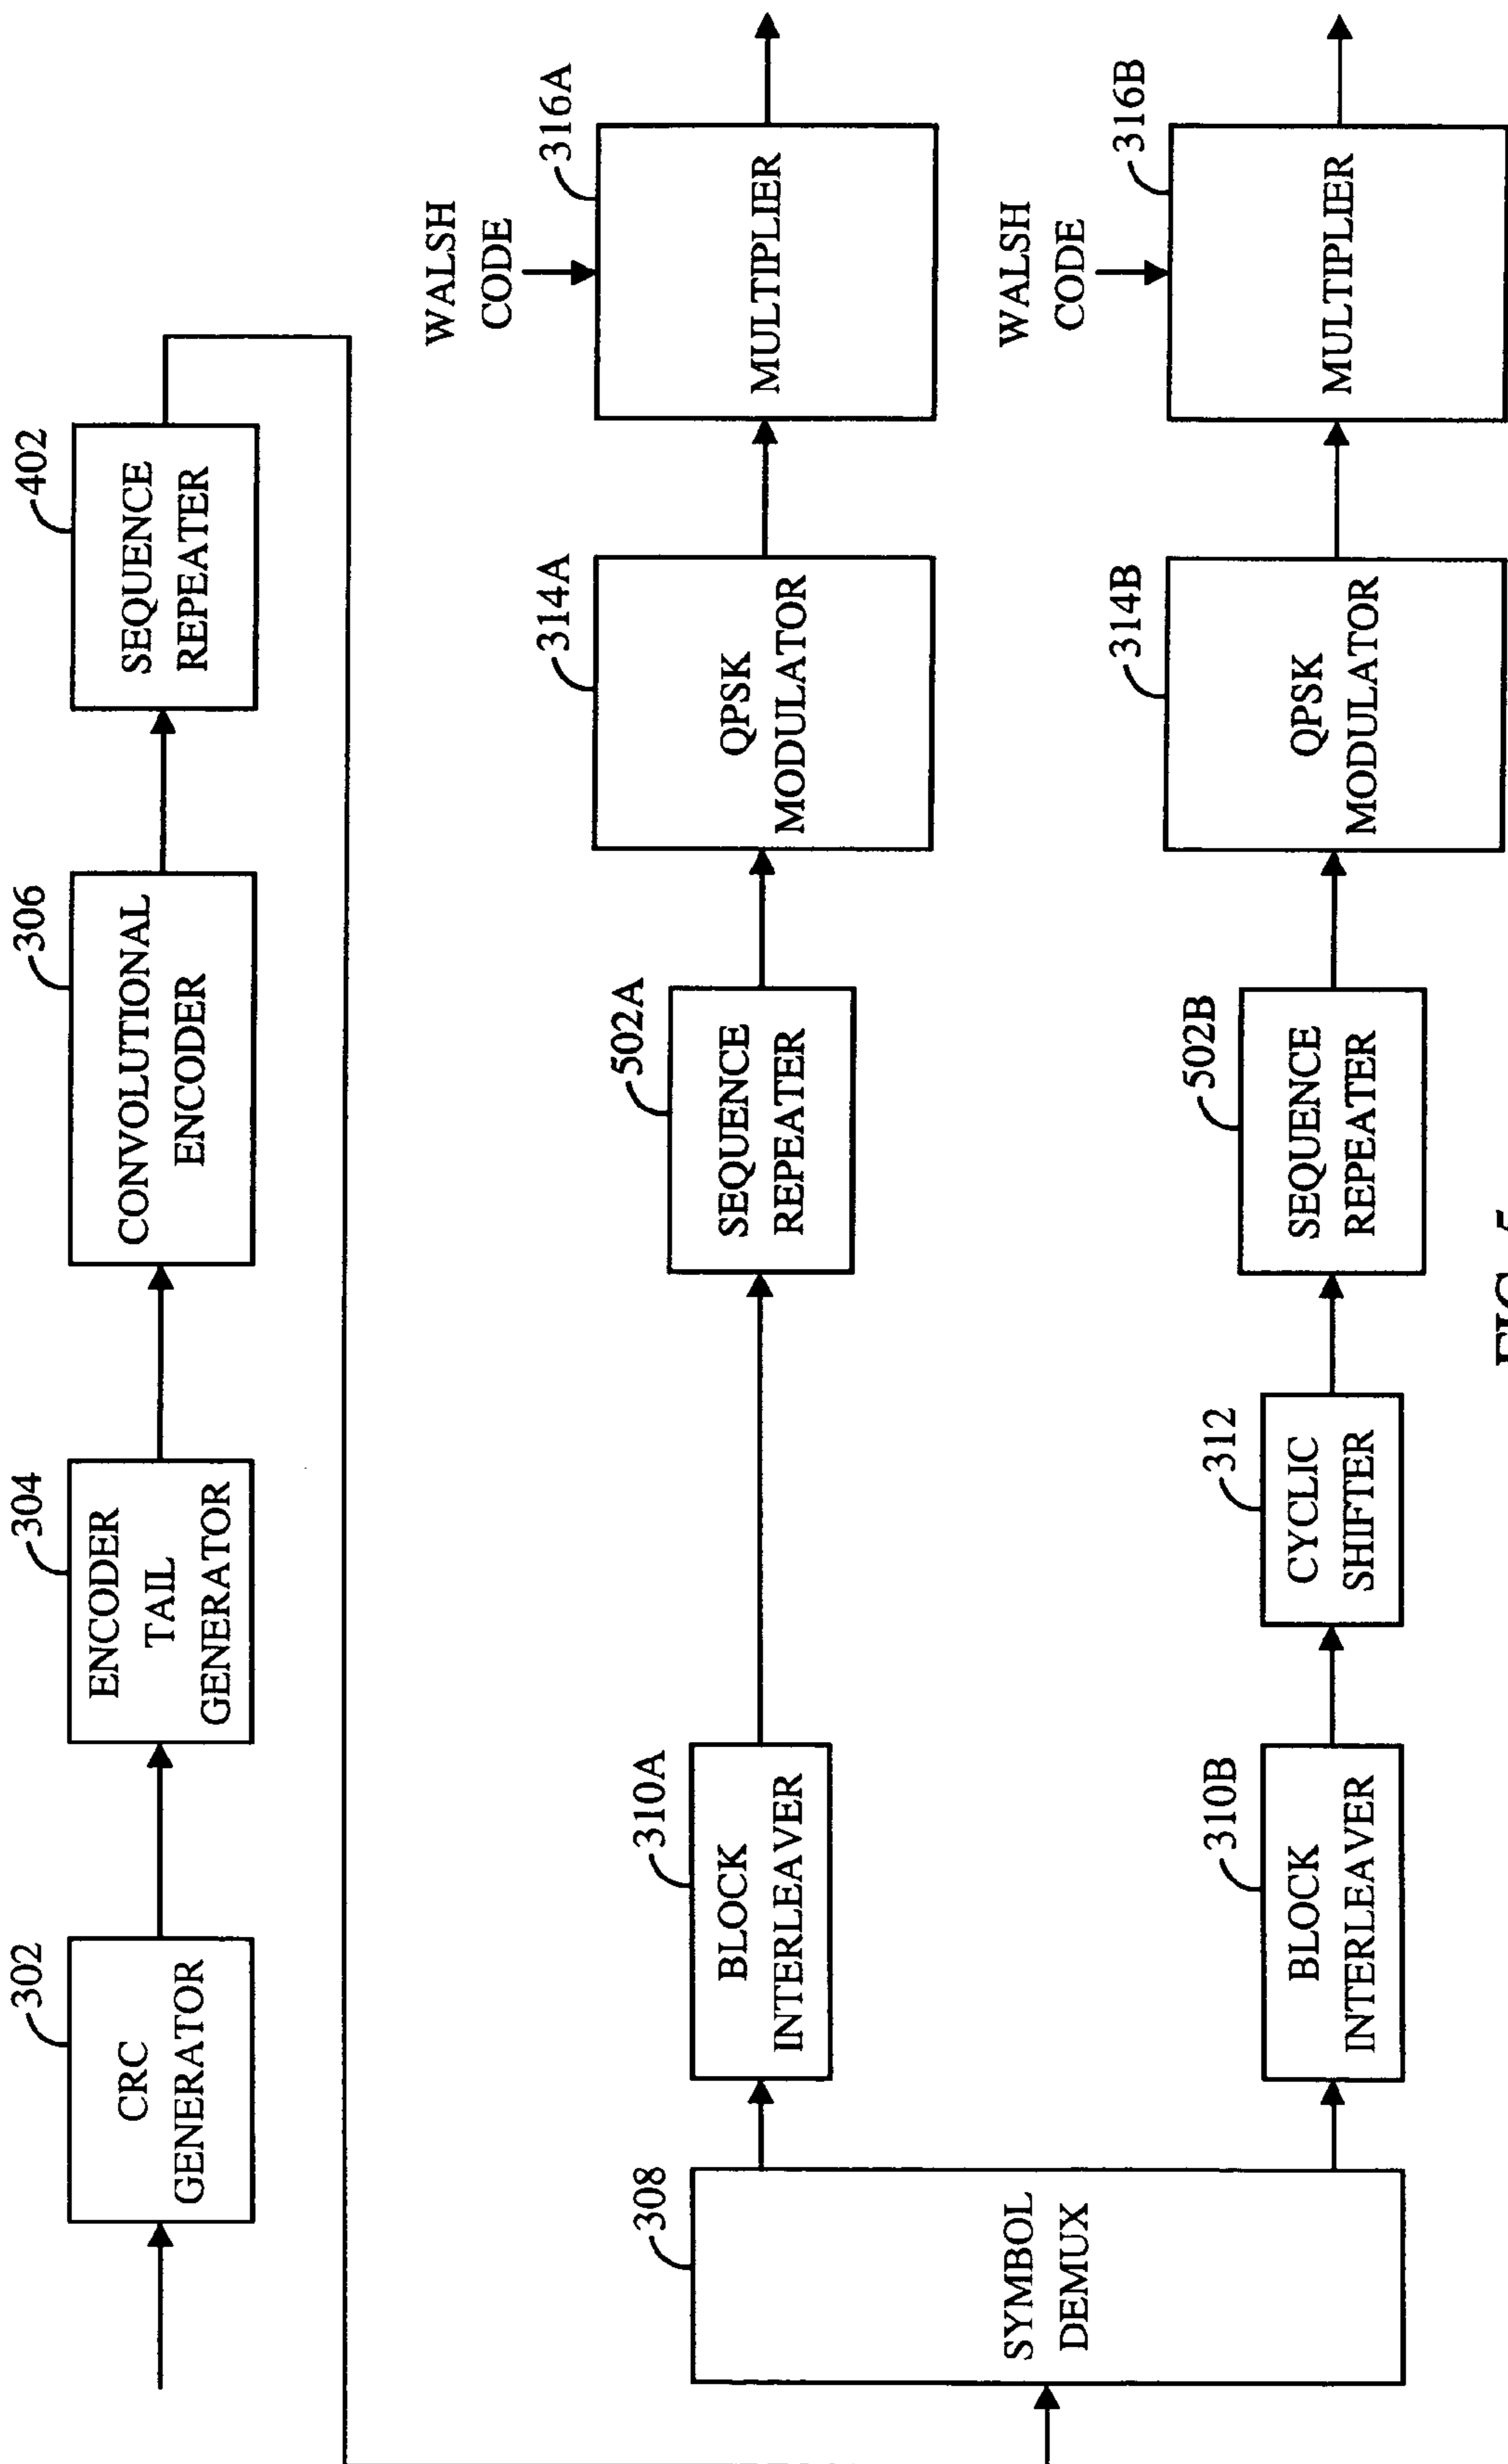 302
CRC
GENERATOR
304
ENCODER
TAIL
GENERATOR
306
CONVOLUTIONAL
ENCODER
402
SEQUENCE
REPEATER
308
SYMBOL
DEMUX
310A
BLOCK
INTERLEAVER
502A
SEQUENCE
REPEATER
314A
QPSK
MODULATOR
WALSH
CODE
316A
MULTIPLIER
310B
BLOCK
INTERLEAVER
312
CYCLIC
SHIFTER
502B
SEQUENCE
REPEATER
314B
QPSK
MODULATOR
WALSH
CODE
316B
MULTIPLIER
FIG. 5